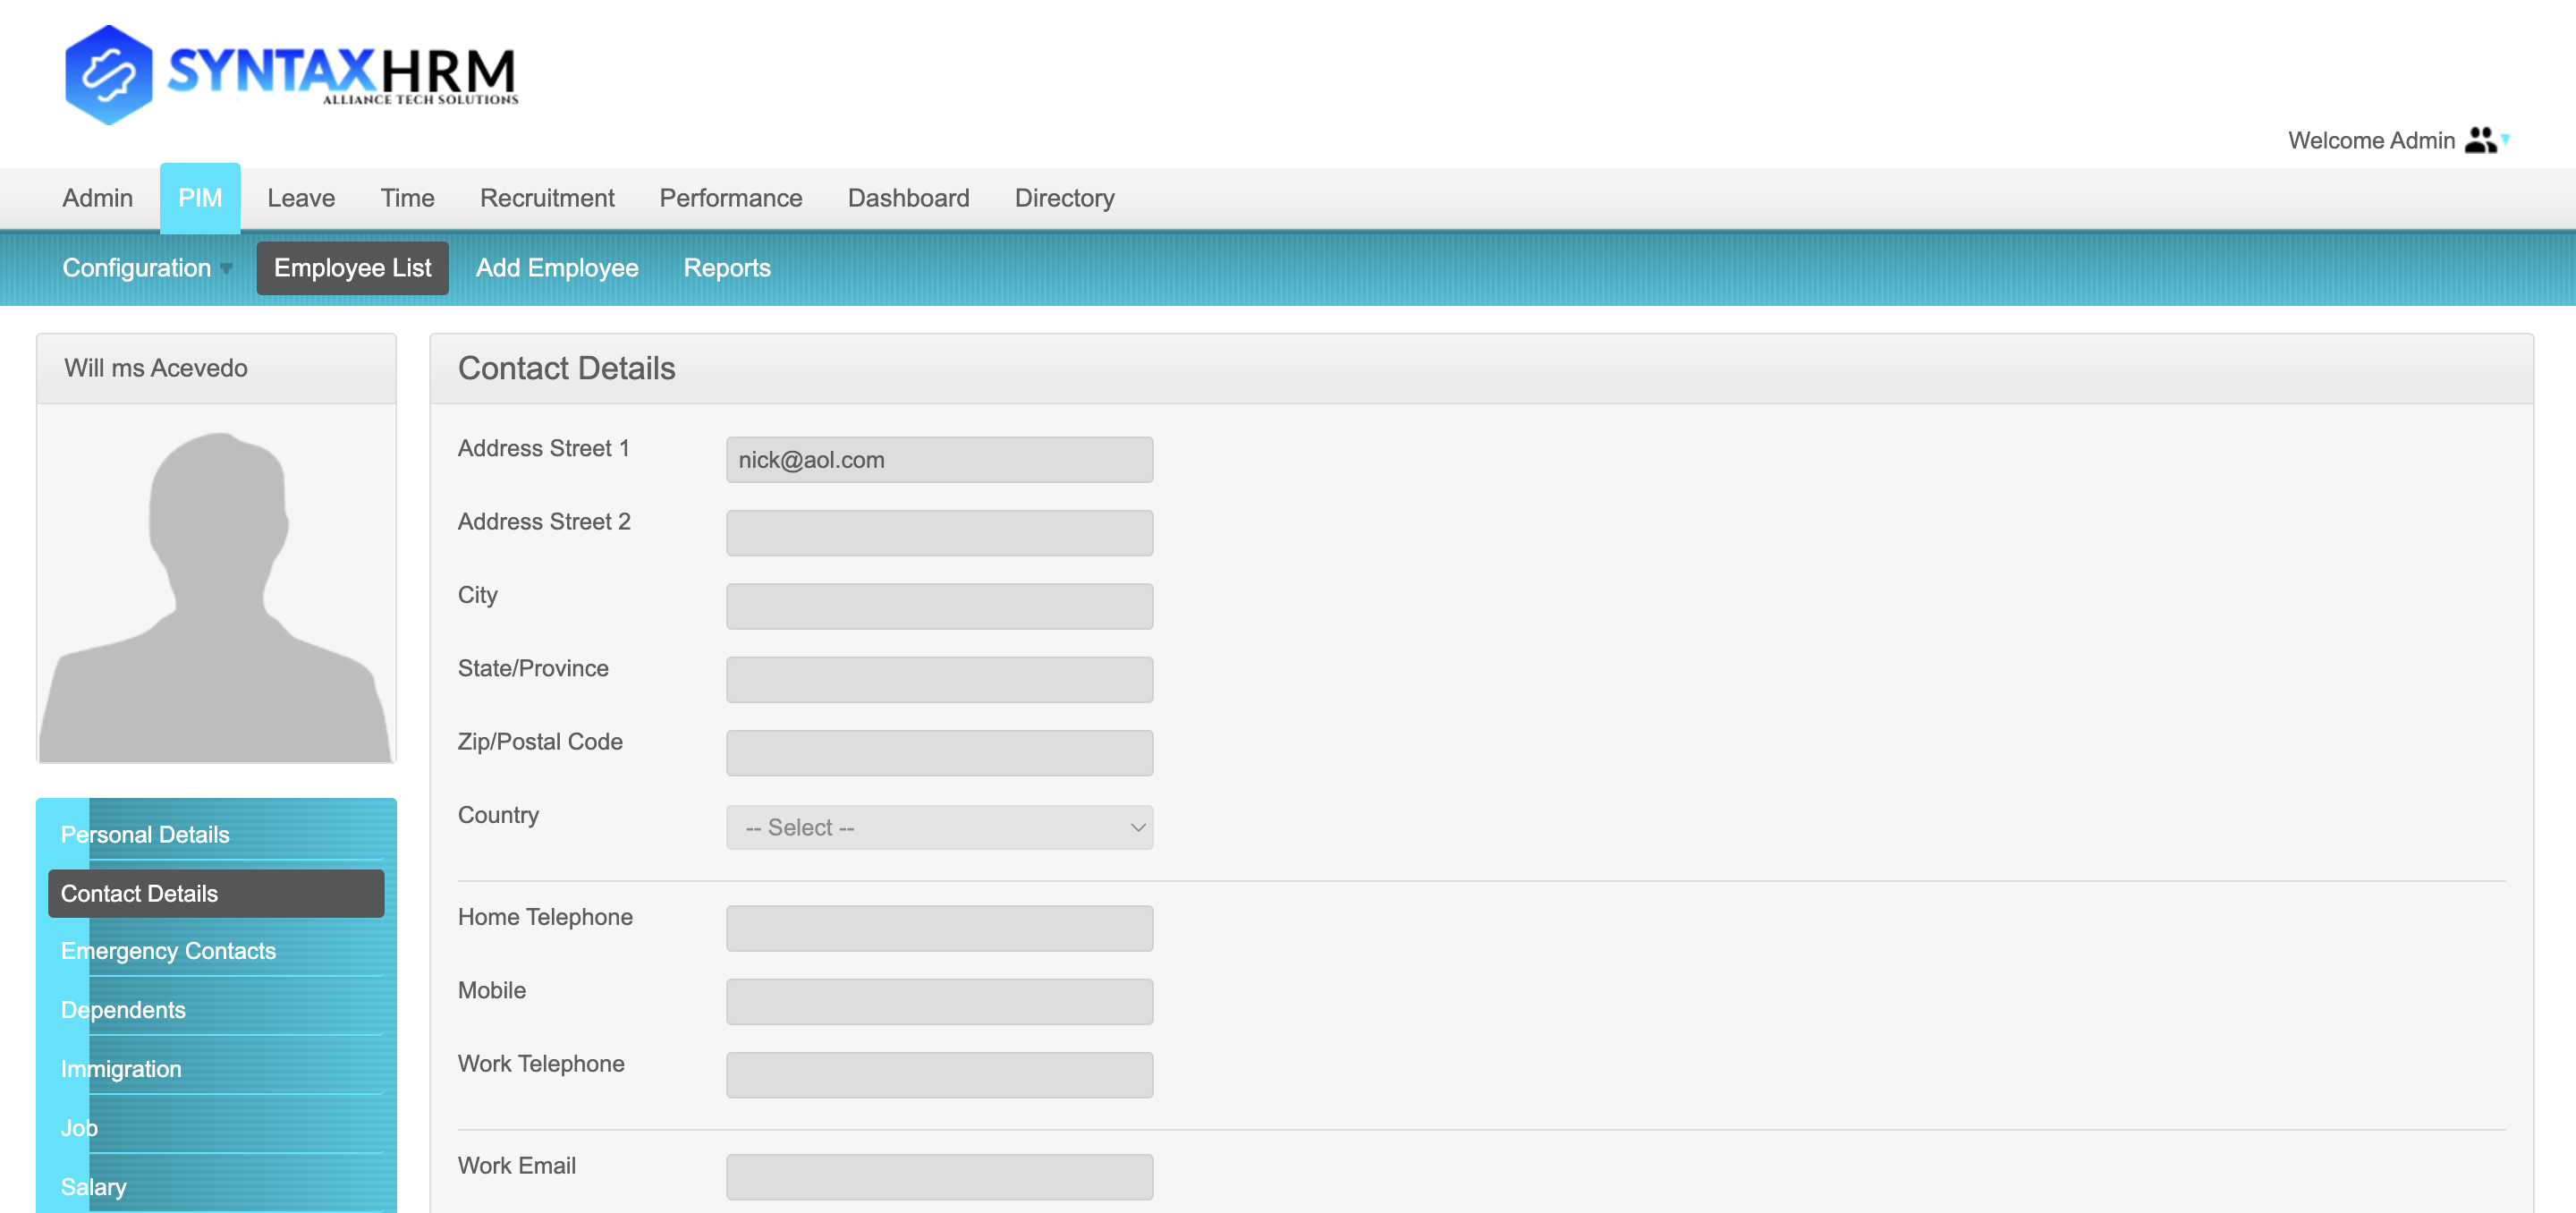 SYNTAXHRM
ALLIANCE TECH SOLUTIONS
Welcome Admin
Admin PIM Leave Time Recruitment Performance Dashboard Directory
Configuration Employee List Add Employee Reports
Will ms Acevedo
Contact Details
Address Street 1 nick@aol.com
Address Street 2
City
State/Province
Zip/Postal Code
Country -- Select --
Home Telephone
Mobile
Work Telephone
Work Email
Personal Details
Contact Details
Emergency Contacts
Dependents
Immigration
Job
Salary